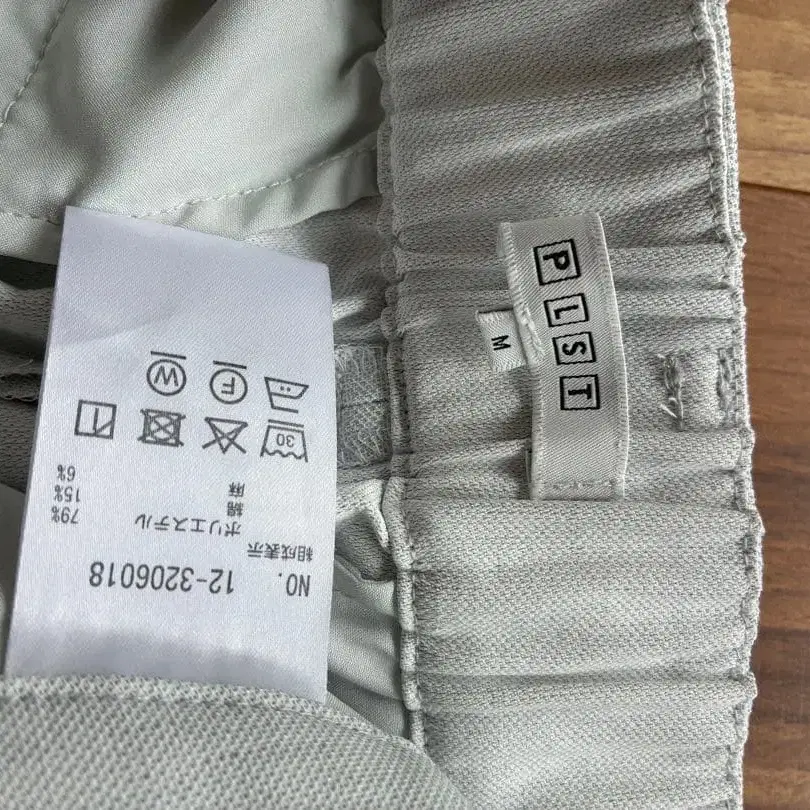 PLST
M
NO. 12-3206018
組成表示
ポリエステル 79%
綿 15%
麻 6%
30
F W